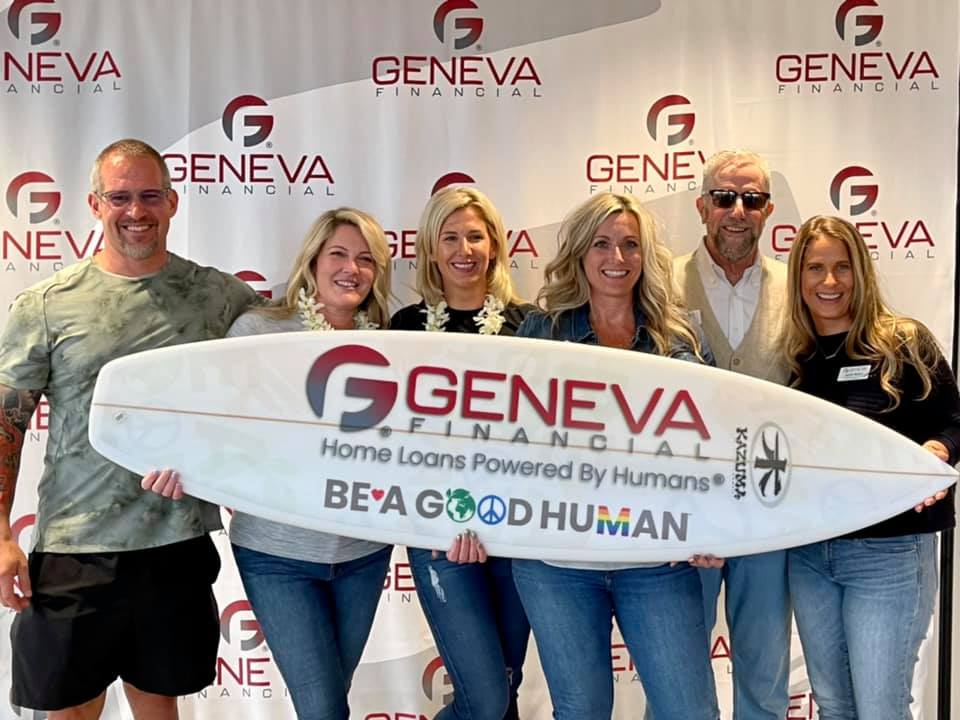 GENEVA
FINANCIAL
GENEVA
FINANCIAL
GENEVA
FINANCIAL
GENEVA
FINANCIAL
GENEVA
FINANCIAL
GENEVA
FINANCIAL
GENEVA
FINANCIAL
GENEVA
FINANCIAL
Home Loans Powered By Humans®
BE A GOOD HUMAN™
KAZUMA